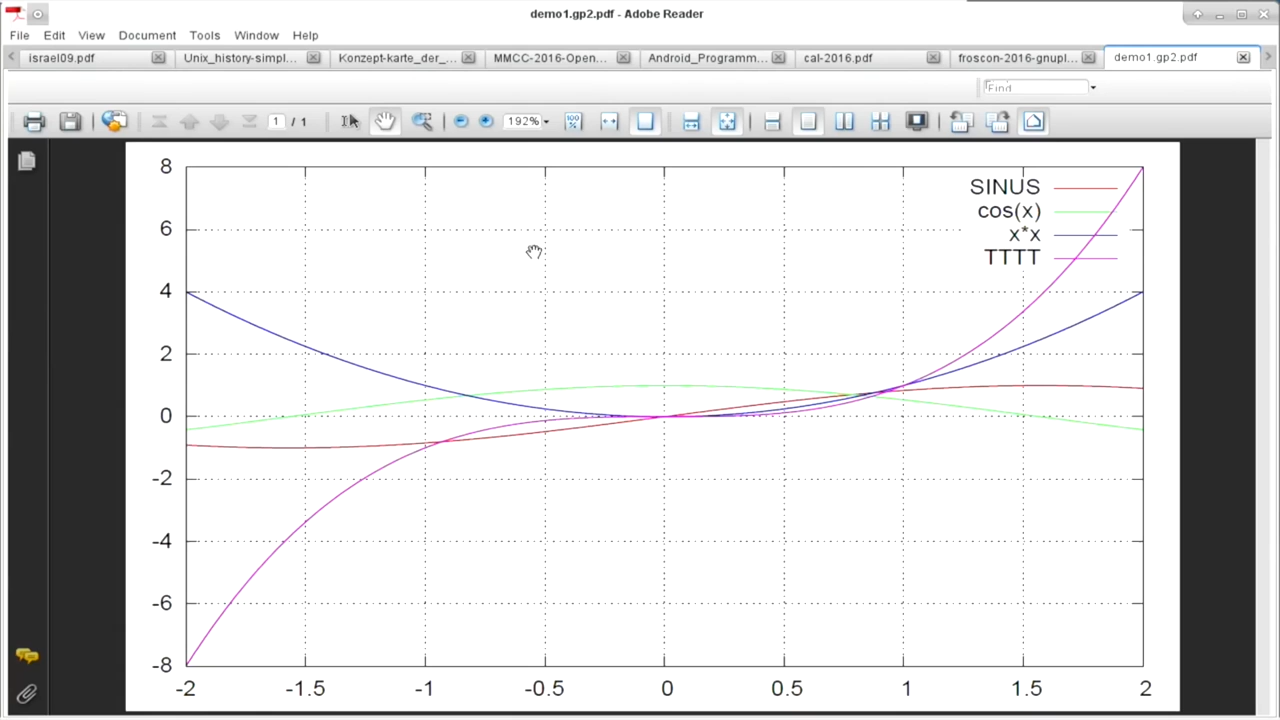 demo1.gp2.pdf - Adobe Reader
File Edit View Document Tools Window Help
israel09.pdf Unix_history-simpl... Konzept-karte_der_... MMCC-2016-Open... Android_Programm... cal-2016.pdf froscon-2016-gnupl... demo1.gp2.pdf
Find
1 / 1 192% 100 %
8 SINUS
cos(x)
6 x*x
TTTT
4
2
0
-2
-4
-6
-8
-2 -1.5 -1 -0.5 0 0.5 1 1.5 2